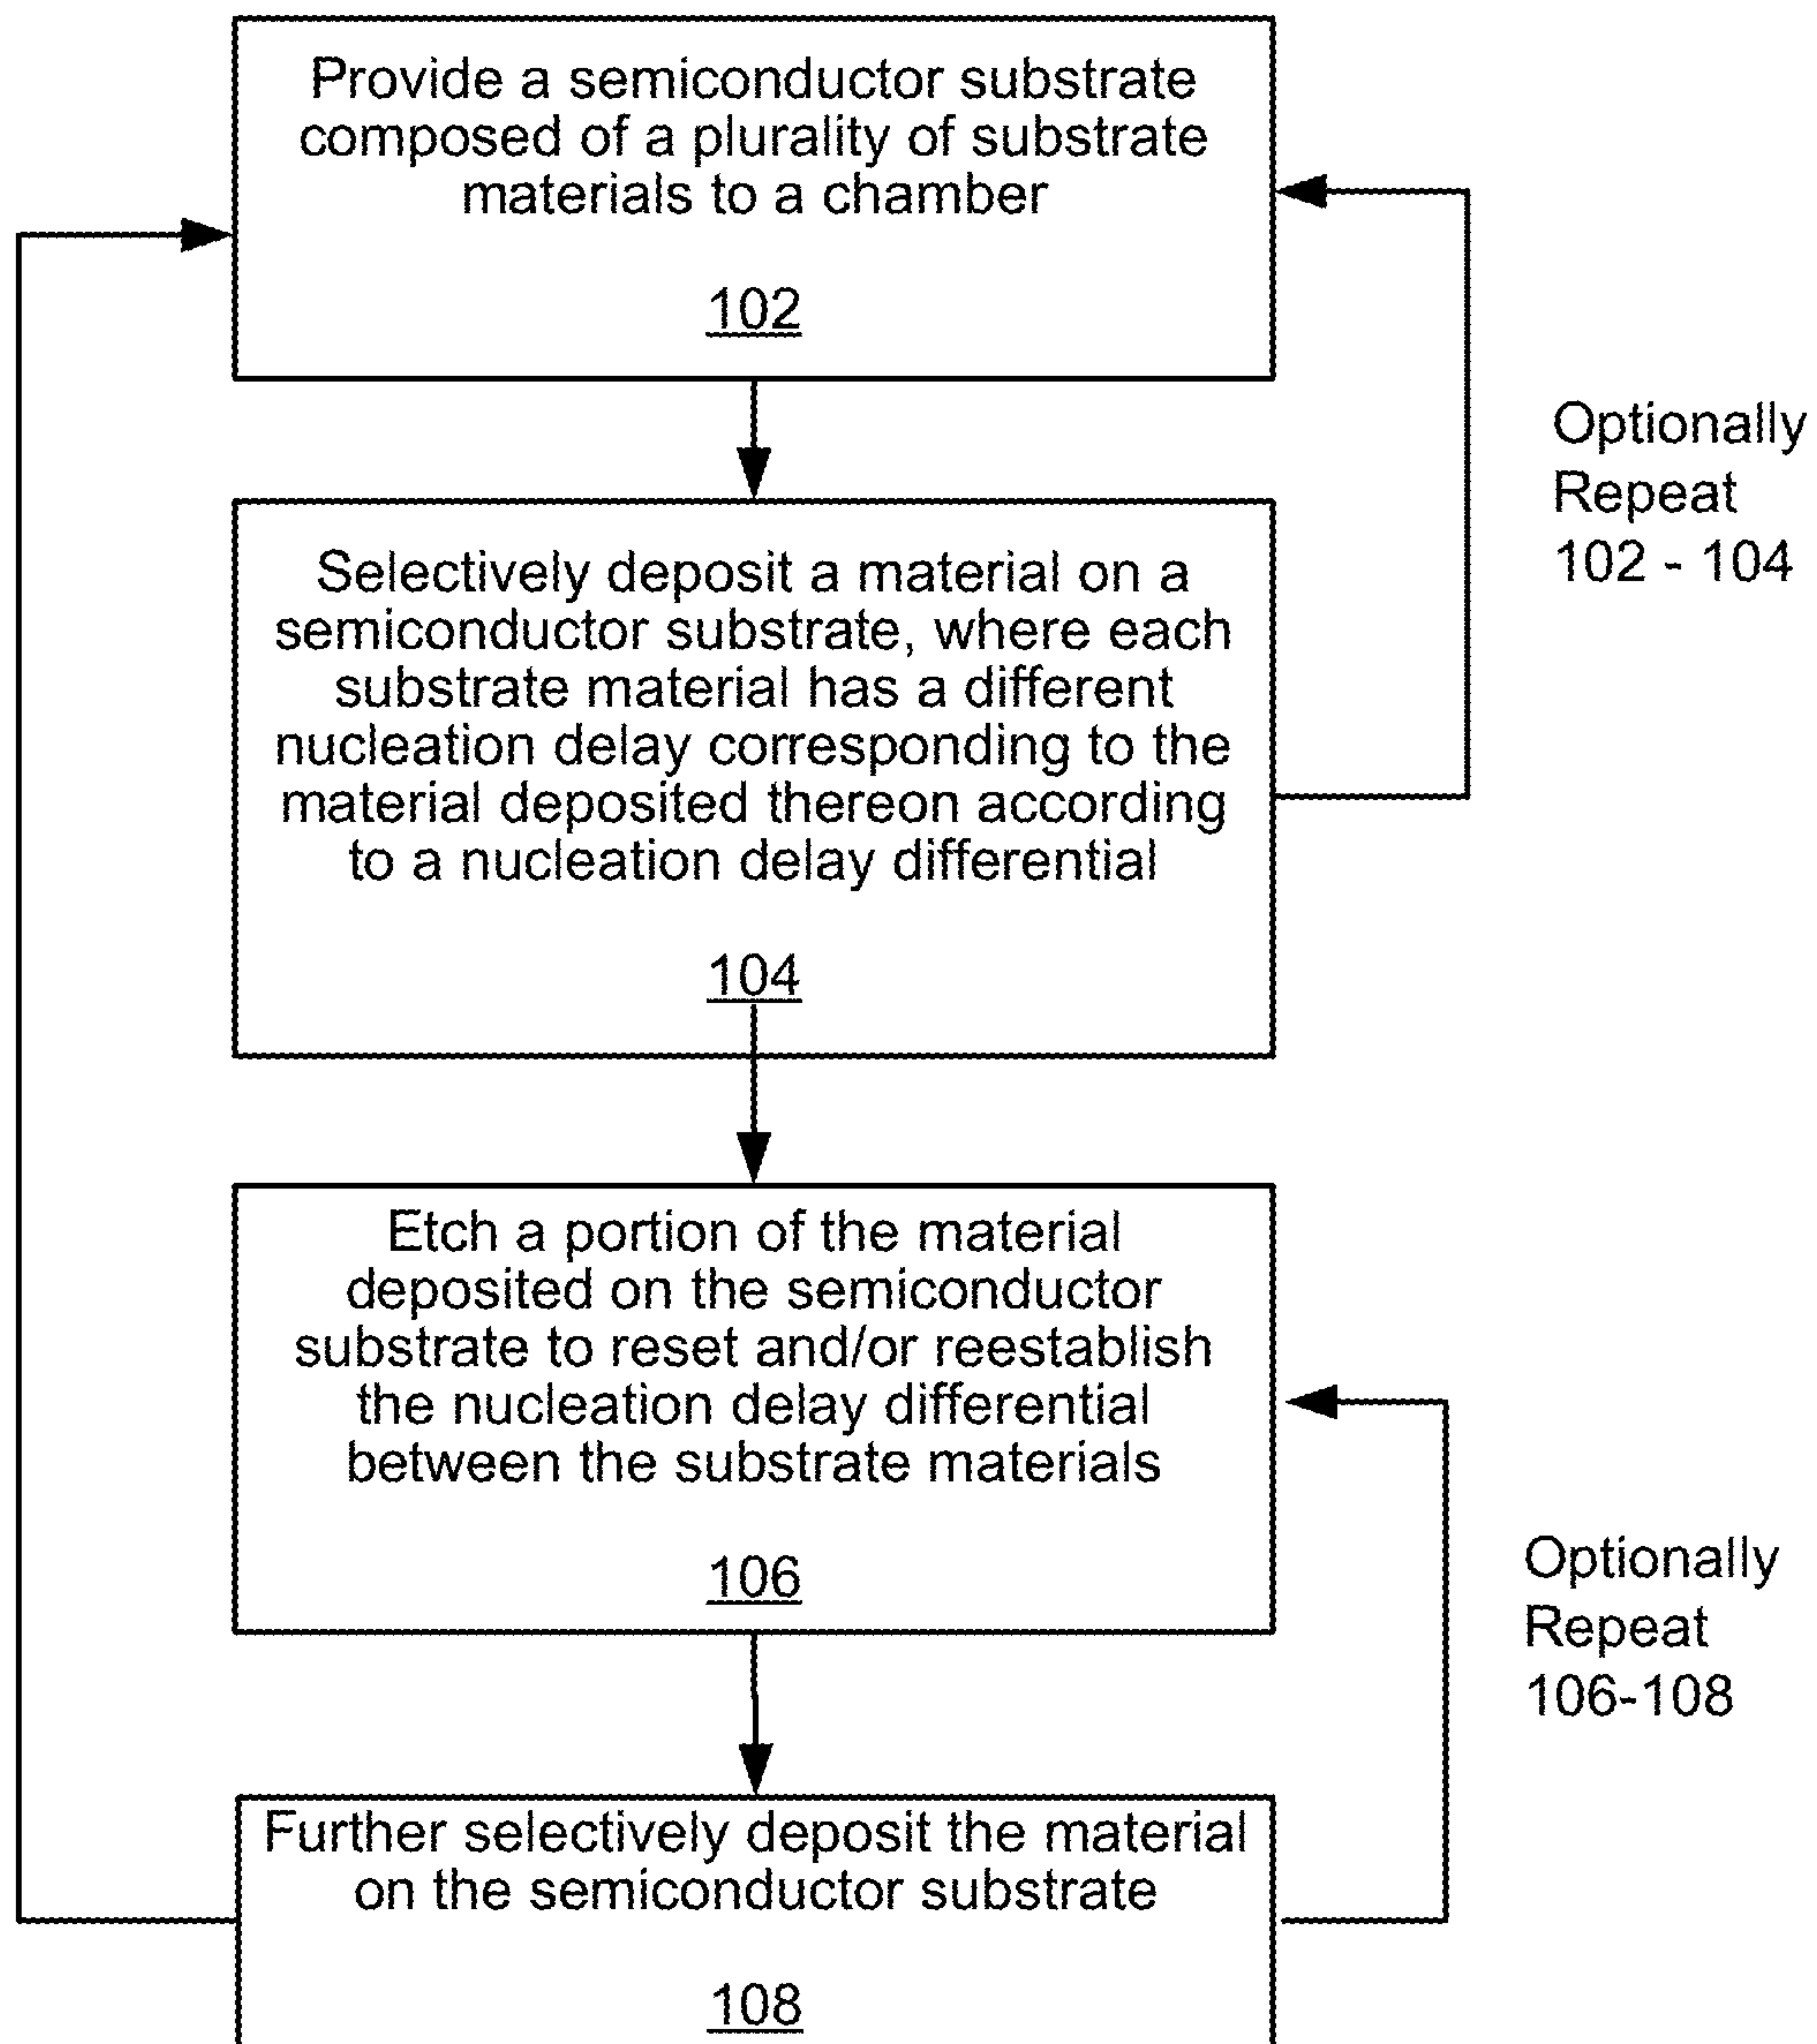 Provide a semiconductor substrate
composed of a plurality of substrate
materials to a chamber
102
Optionally
Repeat
102 - 104
Selectively deposit a material on a
semiconductor substrate, where each
substrate material has a different
nucleation delay corresponding to the
material deposited thereon according
to a nucleation delay differential
104
Etch a portion of the material
deposited on the semiconductor
substrate to reset and/or reestablish
the nucleation delay differential
between the substrate materials
106
Optionally
Repeat
106-108
Further selectively deposit the material
on the semiconductor substrate
108